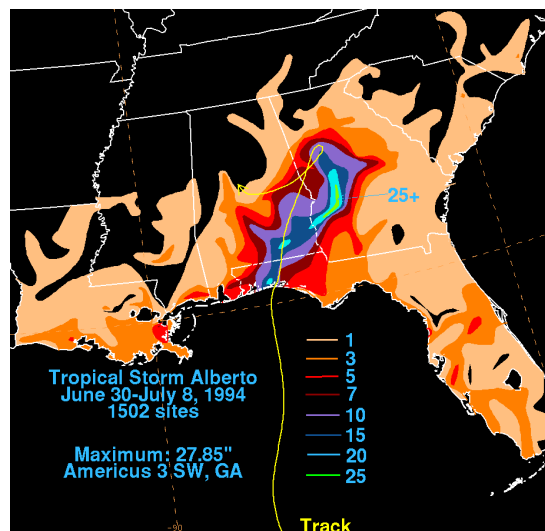 25+
1
3
5
7
10
15
20
25
Tropical Storm Alberto
June 30-July 8, 1994
1502 sites
Maximum: 27.85"
Americus 3 SW, GA
Track
-90